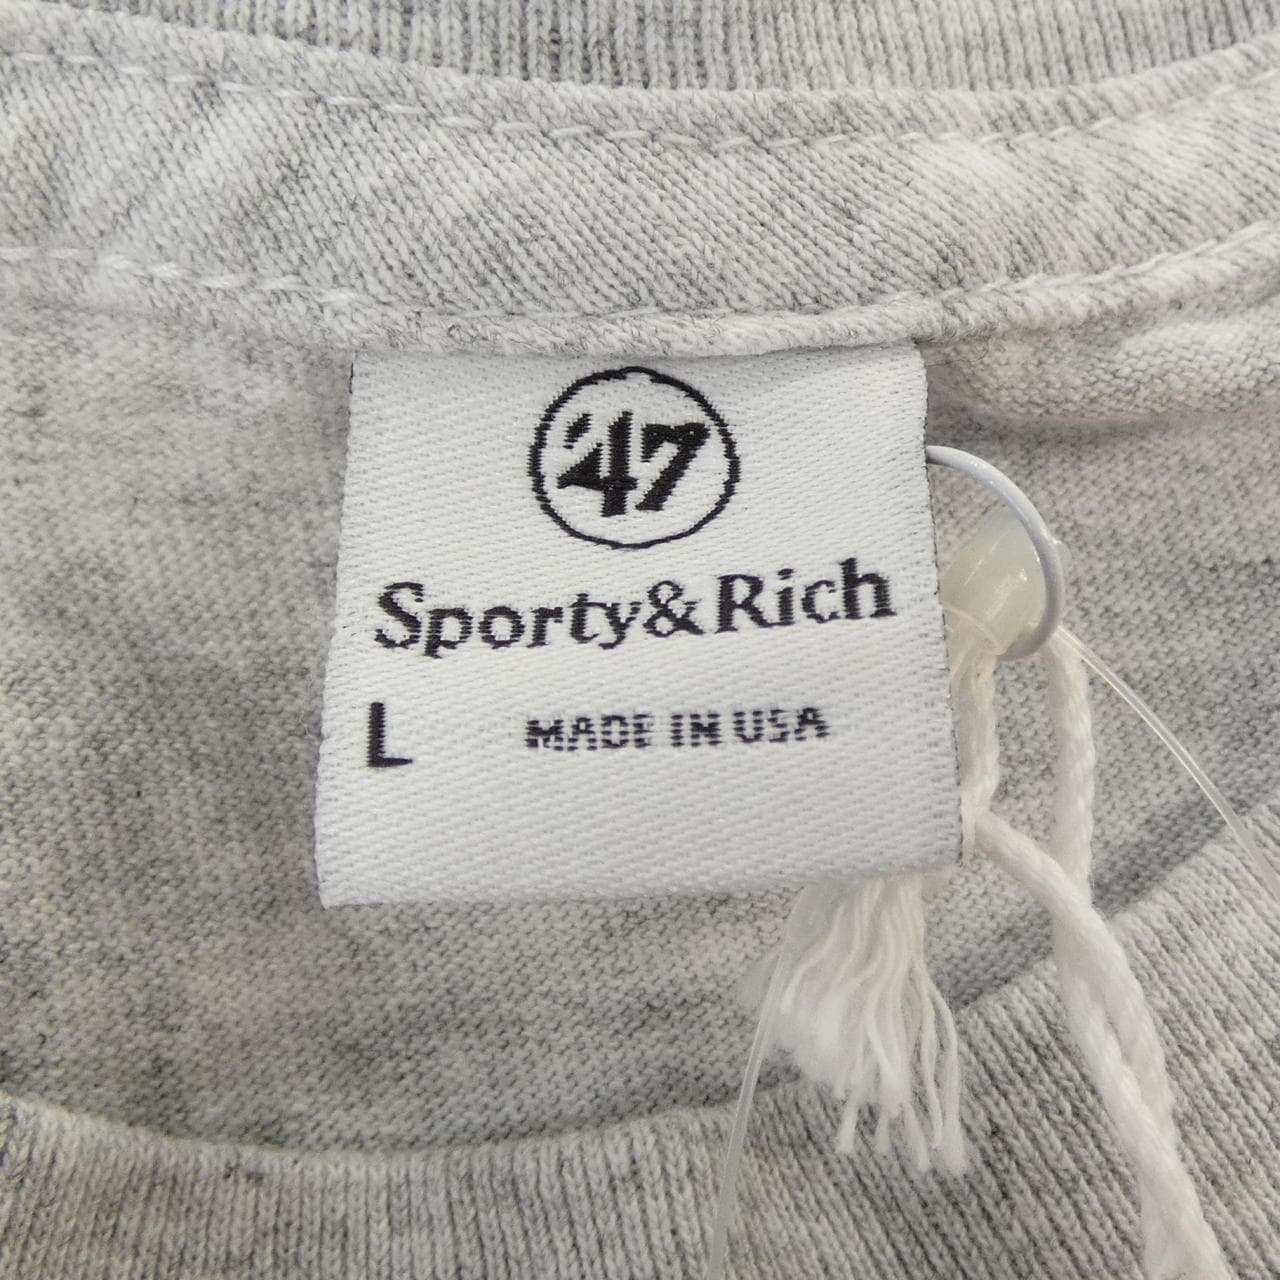 '47
Sporty & Rich
L MADE IN USA